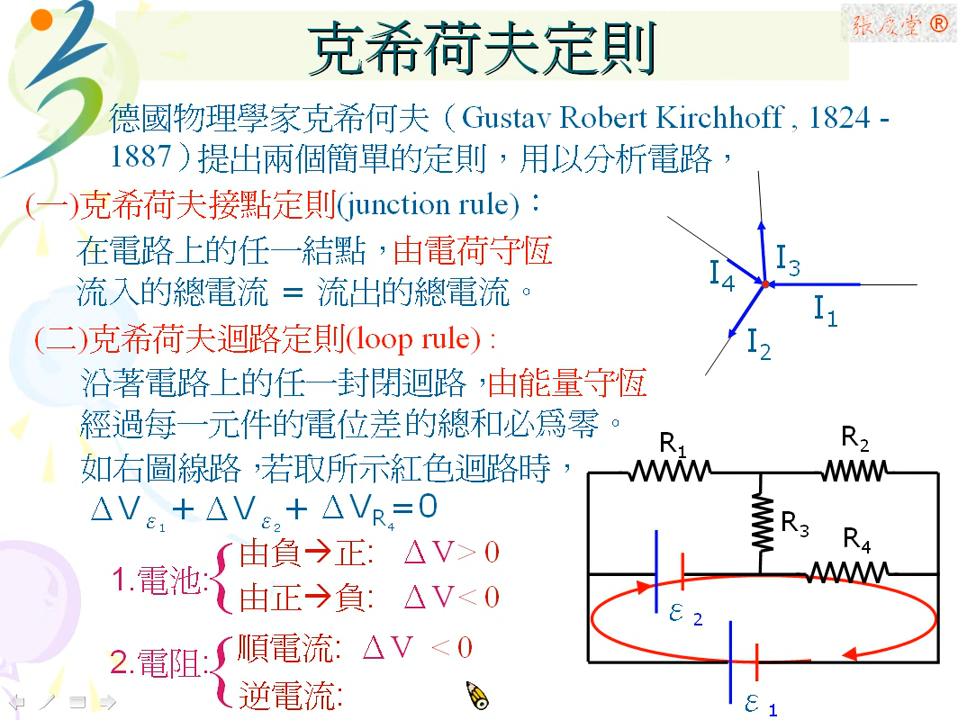 張慶堂 ®
克希荷夫定則
德國物理學家克希何夫（Gustav Robert Kirchhoff , 1824 -
1887）提出兩個簡單的定則，用以分析電路，
(一)克希荷夫接點定則(junction rule)：
在電路上的任一結點，由電荷守恆
流入的總電流 = 流出的總電流。
I4
I3
I1
I2
(二)克希荷夫迴路定則(loop rule) :
沿著電路上的任一封閉迴路，由能量守恆
經過每一元件的電位差的總和必爲零。
如右圖線路，若取所示紅色迴路時，
ΔVε1+ΔVε2+ΔVR4=0
1.電池:{由負→正: ΔV> 0
由正→負: ΔV< 0
2.電阻:{順電流: ΔV < 0
逆電流:
R1
R2
R3
R4
ε2
ε1